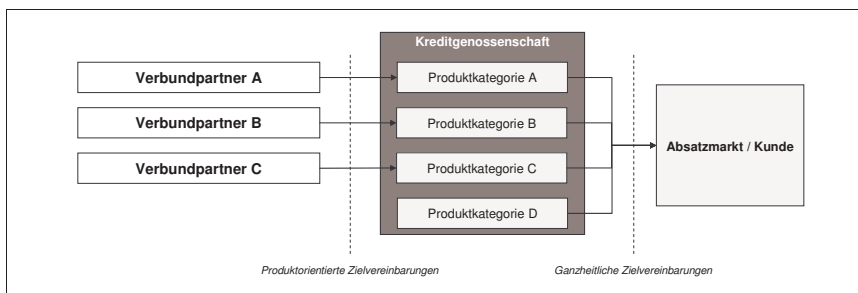 Kreditgenossenschaft
Verbundpartner A
Produktkategorie A
Verbundpartner B
Produktkategorie B
Absatzmarkt / Kunde
Verbundpartner C
Produktkategorie C
Produktkategorie D
Produktorientierte Zielvereinbarungen
Ganzheitliche Zielvereinbarungen